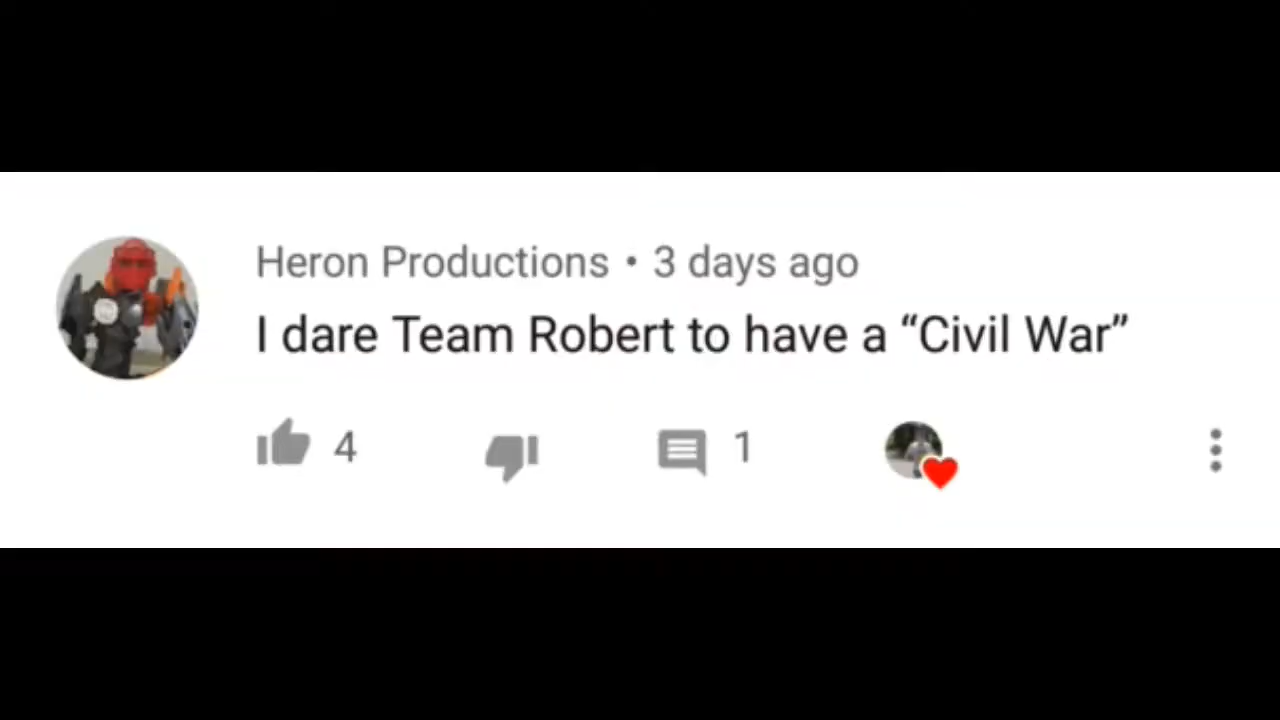 Heron Productions • 3 days ago
I dare Team Robert to have a “Civil War”
4 1